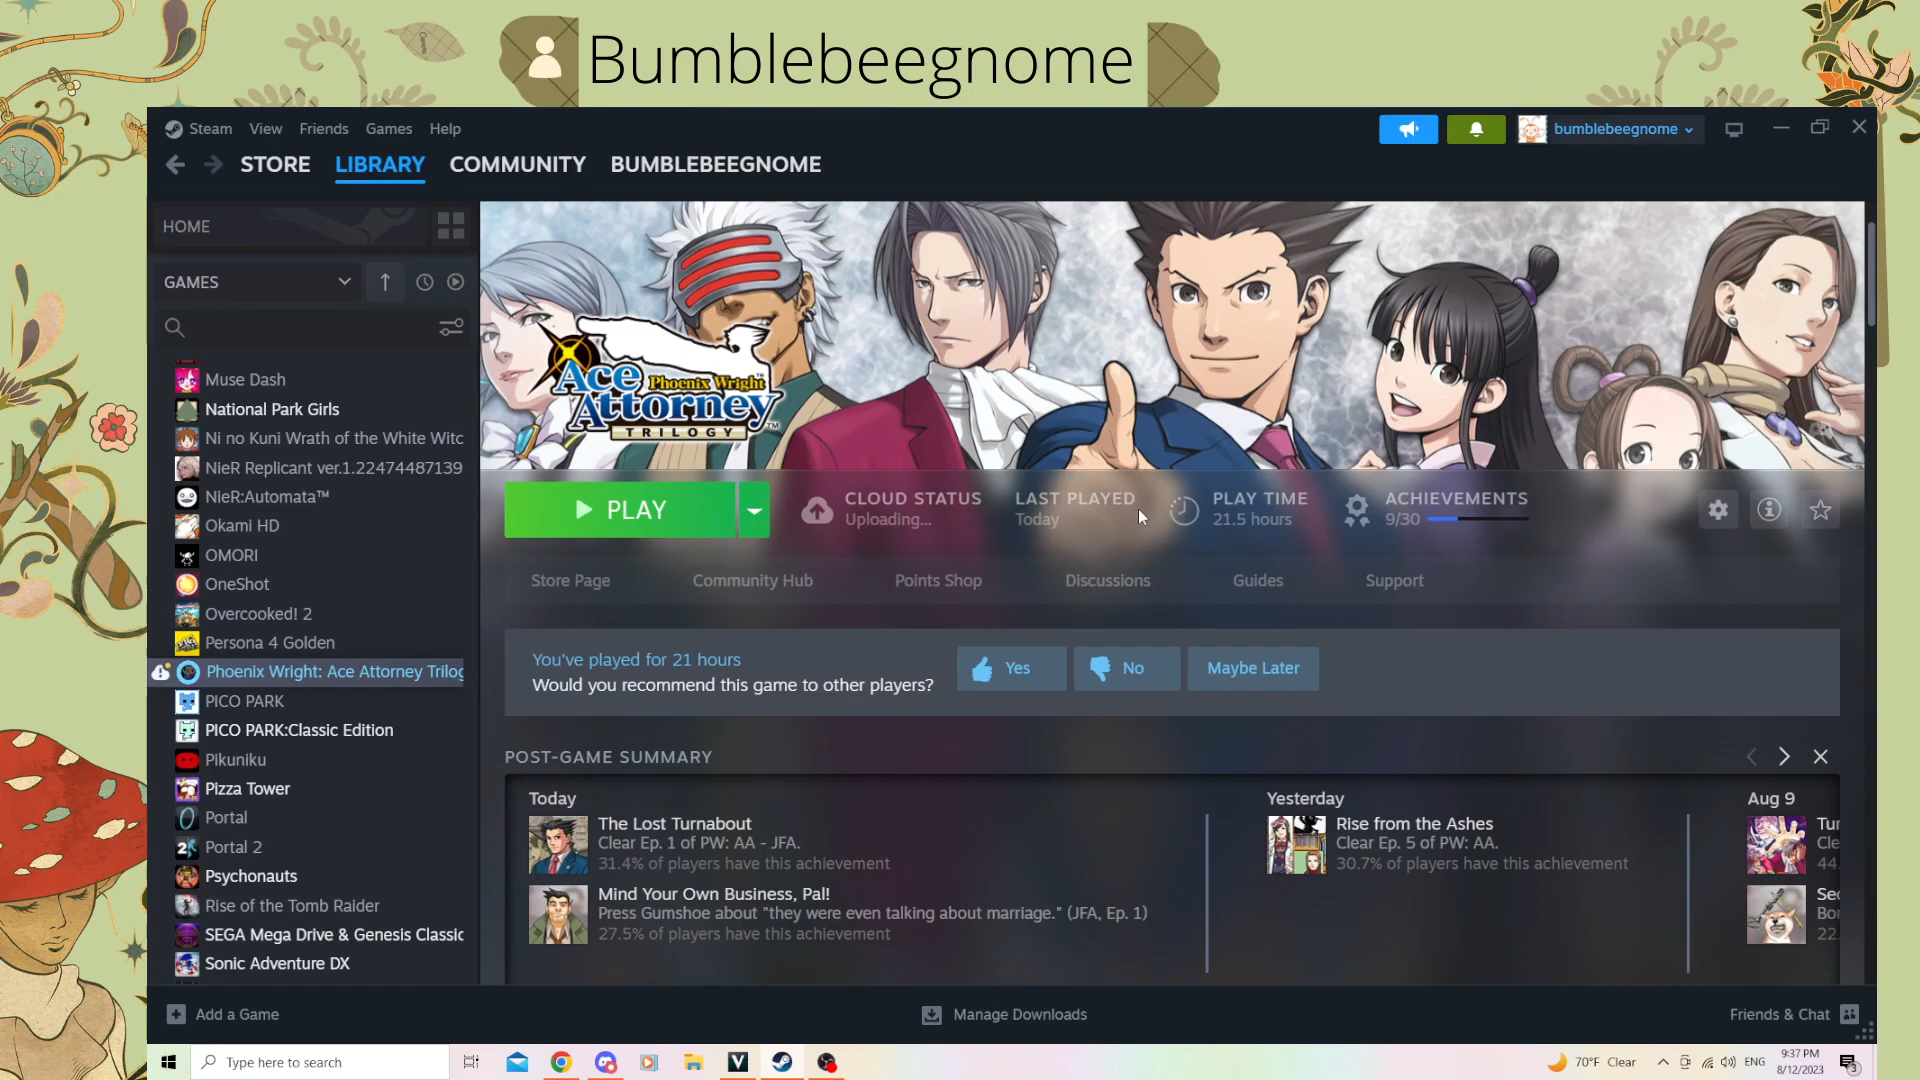 Bumblebeegnome
Steam View Friends Games Help
bumblebeegnome
STORE LIBRARY COMMUNITY BUMBLEBEEGNOME
HOME
GAMES
Muse Dash
National Park Girls
Ni no Kuni Wrath of the White Witc
NieR Replicant ver.1.22474487139
NieR:Automata™
Okami HD
OMORI
OneShot
Overcooked! 2
Persona 4 Golden
Phoenix Wright: Ace Attorney Trilog
PICO PARK
PICO PARK:Classic Edition
Pikuniku
Pizza Tower
Portal
Portal 2
Psychonauts
Rise of the Tomb Raider
SEGA Mega Drive & Genesis Classic
Sonic Adventure DX
Ace Phoenix Wright™
Attorney™
TRILOGY
PLAY
CLOUD STATUS
Uploading...
LAST PLAYED
Today
PLAY TIME
21.5 hours
ACHIEVEMENTS
9/30
Store Page Community Hub Points Shop Discussions Guides Support
You've played for 21 hours
Would you recommend this game to other players?
Yes No Maybe Later
POST-GAME SUMMARY
Today
The Lost Turnabout
Clear Ep. 1 of PW: AA - JFA.
31.4% of players have this achievement
Mind Your Own Business, Pal!
Press Gumshoe about "they were even talking about marriage." (JFA, Ep. 1)
27.5% of players have this achievement
Yesterday
Rise from the Ashes
Clear Ep. 5 of PW: AA.
30.7% of players have this achievement
Aug 9
Tur
Cle
44.
Sec
Bor
22.
Add a Game
Manage Downloads
Friends & Chat
Type here to search
70°F Clear
ENG
9:37 PM
8/12/2023
3